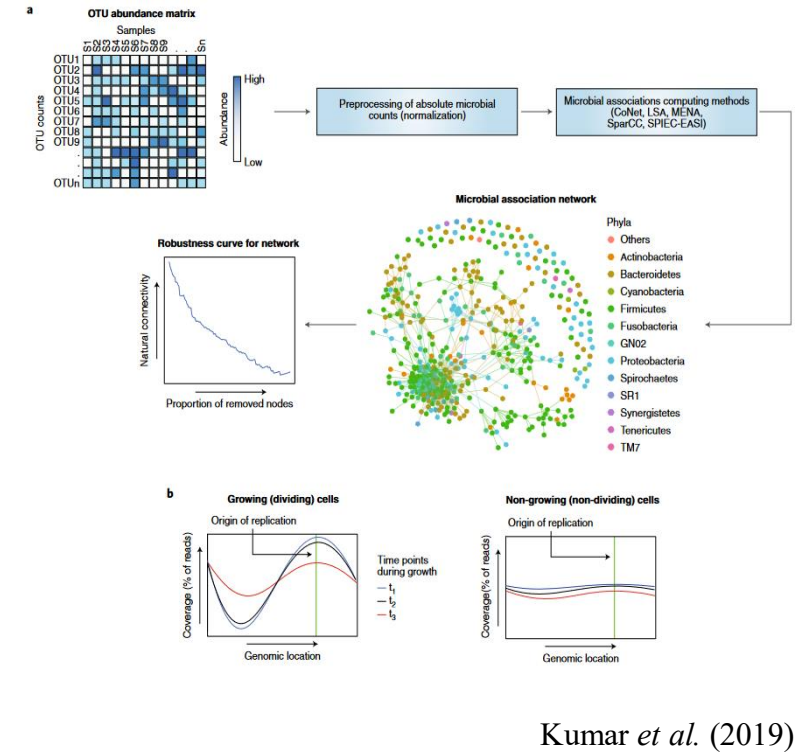 a
OTU abundance matrix
Samples
S1 S2 S3 S4 S5 S6 S7 S8 S9 . . . Sn
OTU counts
OTU1
OTU2
OTU3
OTU4
OTU5
OTU6
OTU7
OTU8
OTU9
.
.
.
OTUn
Abundance
High
Low
Preprocessing of absolute microbial
counts (normalization)
Microbial associations computing methods
(CoNet, LSA, MENA,
SparCC, SPIEC-EASI)
Microbial association network
Phyla
Others
Actinobacteria
Bacteroidetes
Cyanobacteria
Firmicutes
Fusobacteria
GN02
Proteobacteria
Spirochaetes
SR1
Synergistetes
Tenericutes
TM7
Robustness curve for network
Natural connectivity
Proportion of removed nodes
b
Growing (dividing) cells
Origin of replication
Coverage (% of reads)
Genomic location
Time points
during growth
t1
t2
t3
Non-growing (non-dividing) cells
Origin of replication
Coverage(% of reads)
Genomic location
Kumar et al. (2019)